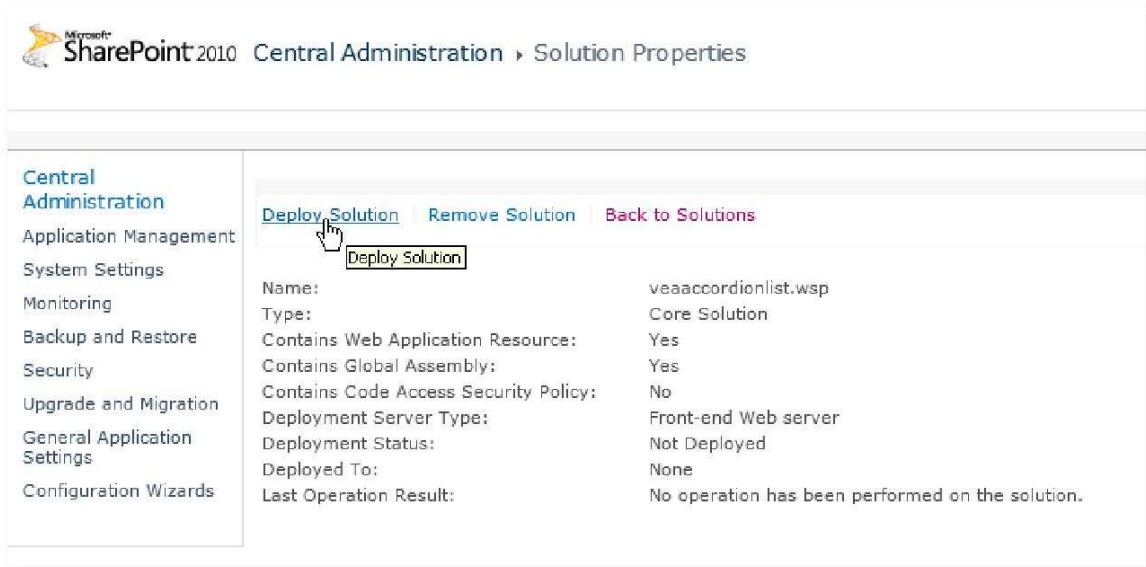 Microsoft
SharePoint 2010 Central Administration ▸ Solution Properties
Central
Administration
Application Management
System Settings
Monitoring
Backup and Restore
Security
Upgrade and Migration
General Application
Settings
Configuration Wizards
Deploy Solution | Remove Solution | Back to Solutions
Deploy Solution
Name: veaaccordionlist.wsp
Type: Core Solution
Contains Web Application Resource: Yes
Contains Global Assembly: Yes
Contains Code Access Security Policy: No
Deployment Server Type: Front-end Web server
Deployment Status: Not Deployed
Deployed To: None
Last Operation Result: No operation has been performed on the solution.